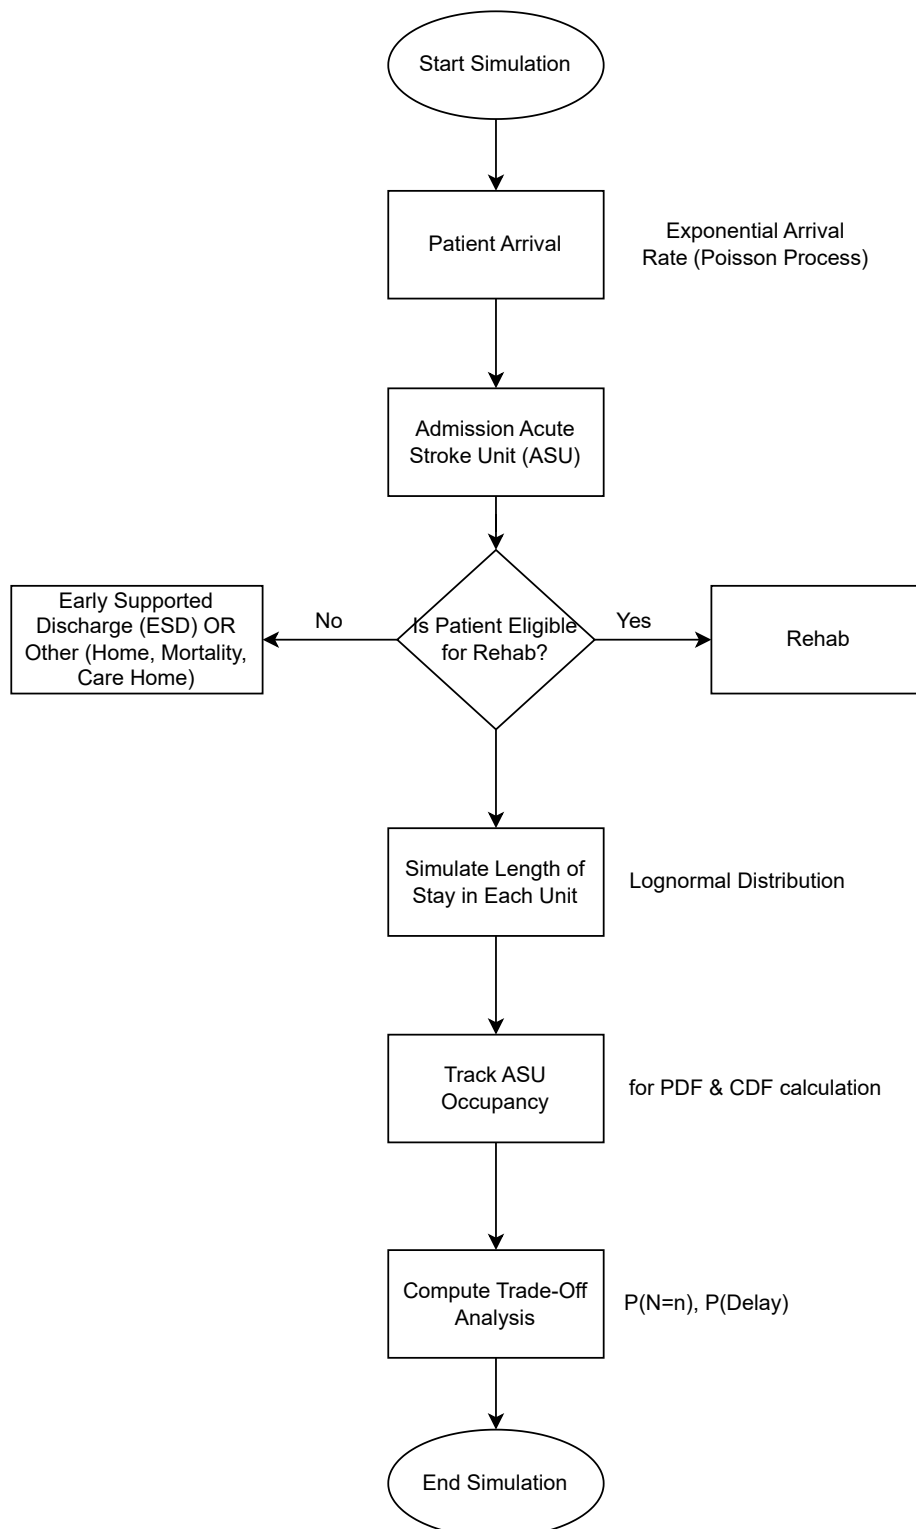 Start Simulation
Patient Arrival
Exponential Arrival
Rate (Poisson Process)
Admission Acute
Stroke Unit (ASU)
Early Supported
Discharge (ESD) OR
Other (Home, Mortality,
Care Home)
No
Is Patient Eligible
for Rehab?
Yes
Rehab
Simulate Length of
Stay in Each Unit
Lognormal Distribution
Track ASU
Occupancy
for PDF & CDF calculation
Compute Trade-Off
Analysis
P(N=n), P(Delay)
End Simulation